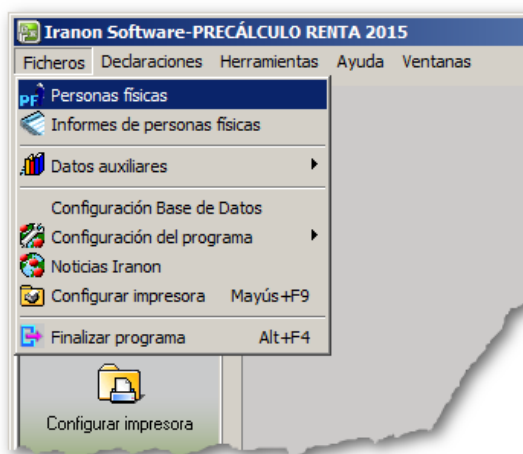 Iranon Software-PRECÁLCULO RENTA 2015
Ficheros Declaraciones Herramientas Ayuda Ventanas
PF Personas físicas
Informes de personas físicas
Datos auxiliares
Configuración Base de Datos
Configuración del programa
Noticias Iranon
Configurar impresora Mayús+F9
Finalizar programa Alt+F4
Configurar impresora